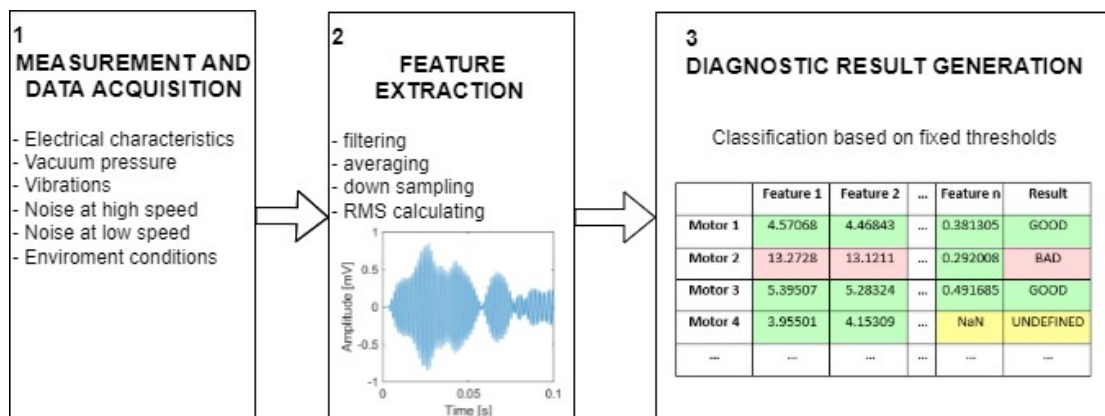 1
MEASUREMENT AND
DATA ACQUISITION
- Electrical characteristics
- Vacuum pressure
- Vibrations
- Noise at high speed
- Noise at low speed
- Enviroment conditions
2
FEATURE
EXTRACTION
- filtering
- averaging
- down sampling
- RMS calculating
Amplitude [mV]
1
0.5
0
-0.5
-1
0 0.05 0.1
Time [s]
3
DIAGNOSTIC RESULT GENERATION
Classification based on fixed thresholds
Feature 1 Feature 2 ... Feature n Result
Motor 1 4.57068 4.46843 ... 0.381305 GOOD
Motor 2 13.2728 13.1211 ... 0.292008 BAD
Motor 3 5.39507 5.28324 ... 0.491685 GOOD
Motor 4 3.95501 4.15309 ... NaN UNDEFINED
... ... ... ... ... ...